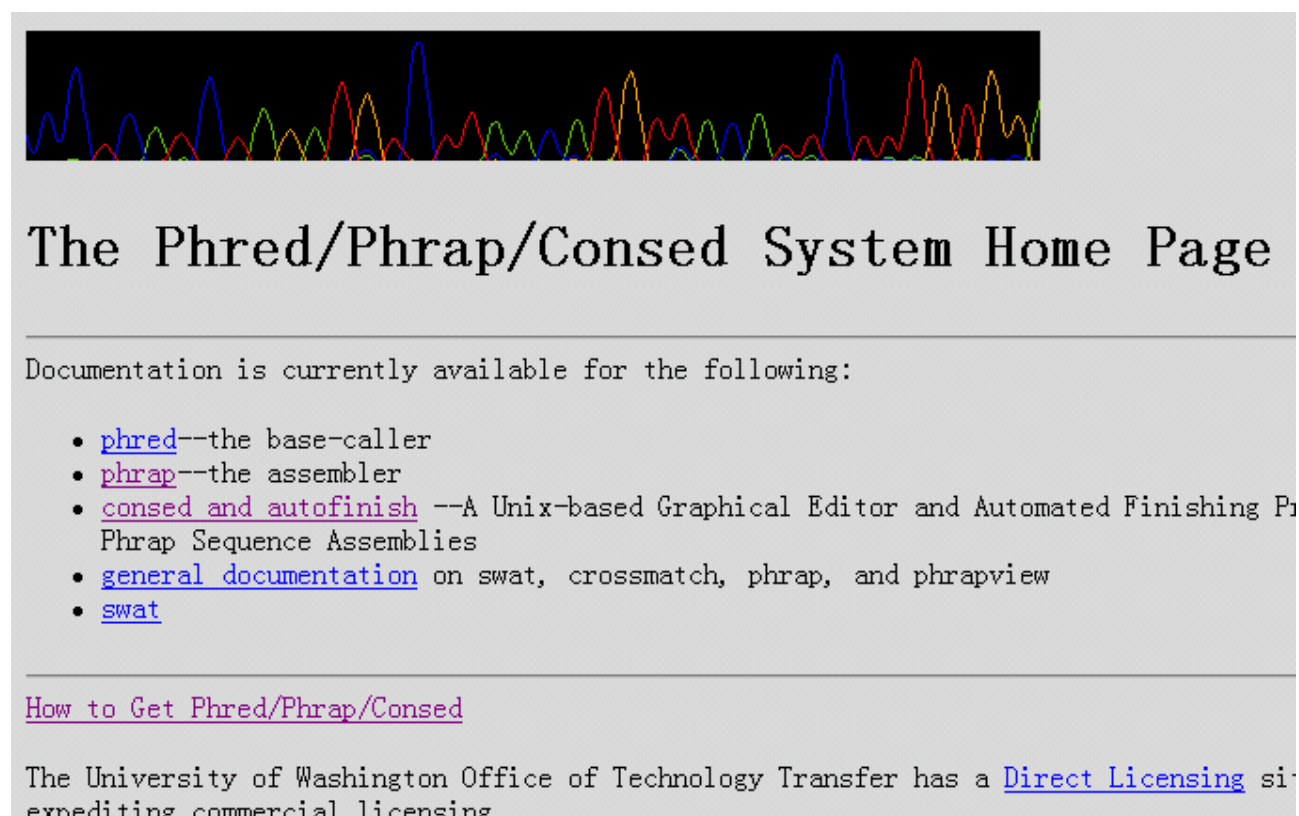 The Phred/Phrap/Consed System Home Page
Documentation is currently available for the following:
phred--the base-caller
phrap--the assembler
consed and autofinish --A Unix-based Graphical Editor and Automated Finishing
Phrap Sequence Assemblies
general documentation on swat, crossmatch, phrap, and phrapview
swat
How to Get Phred/Phrap/Consed
The University of Washington Office of Technology Transfer has a Direct Licensing
expediting commercial licensing